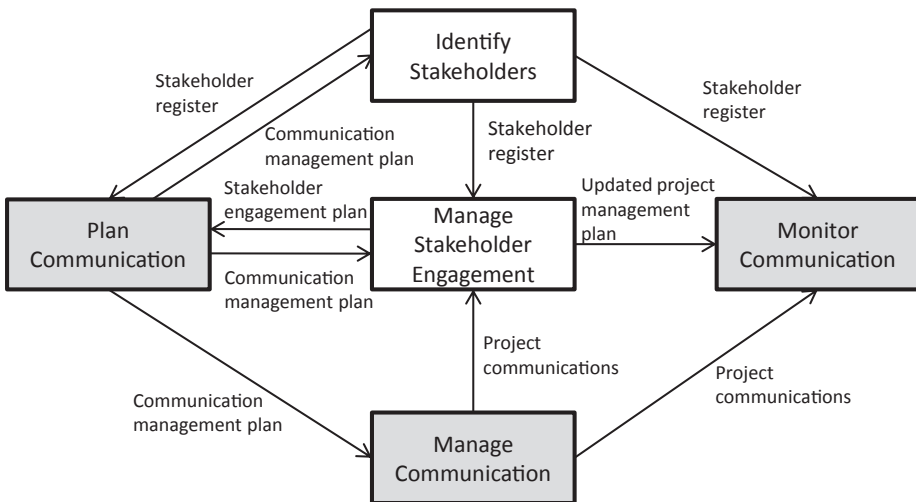 Identify
Stakeholders
Stakeholder
register
Stakeholder
register
Communication
management plan
Stakeholder
register
Stakeholder
engagement plan
Updated project
management
plan
Plan
Communication
Manage
Stakeholder
Engagement
Monitor
Communication
Communication
management plan
Project
communications
Project
communications
Communication
management plan
Manage
Communication